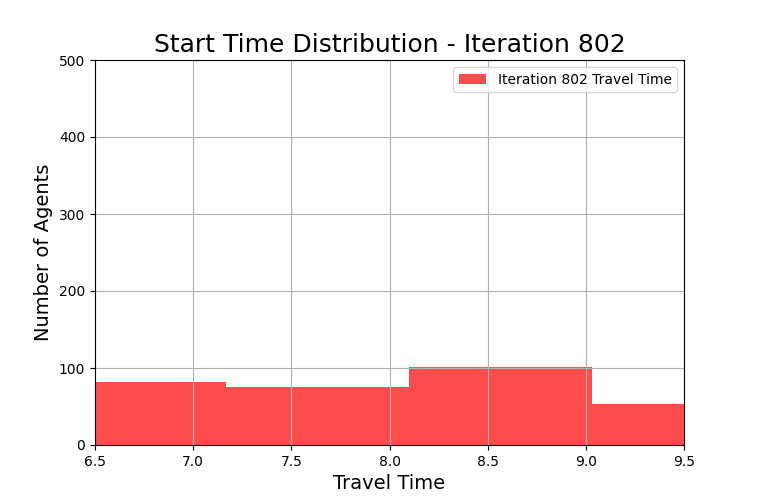 Start Time Distribution - Iteration 802
Iteration 802 Travel Time
Number of Agents
500
400
300
200
100
0
6.5 7.0 7.5 8.0 8.5 9.0 9.5
Travel Time